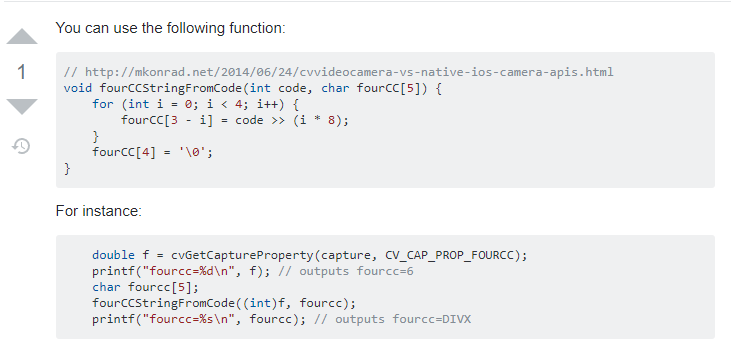 You can use the following function:
1
// http://mkonrad.net/2014/06/24/cvvideocamera-vs-native-ios-camera-apis.html
void fourCCStringFromCode(int code, char fourCC[5]) {
    for (int i = 0; i < 4; i++) {
        fourCC[3 - i] = code >> (i * 8);
    }
    fourCC[4] = '\0';
}
For instance:
    double f = cvGetCaptureProperty(capture, CV_CAP_PROP_FOURCC);
    printf("fourcc=%d\n", f); // outputs fourcc=6
    char fourcc[5];
    fourCCStringFromCode((int)f, fourcc);
    printf("fourcc=%s\n", fourcc); // outputs fourcc=DIVX